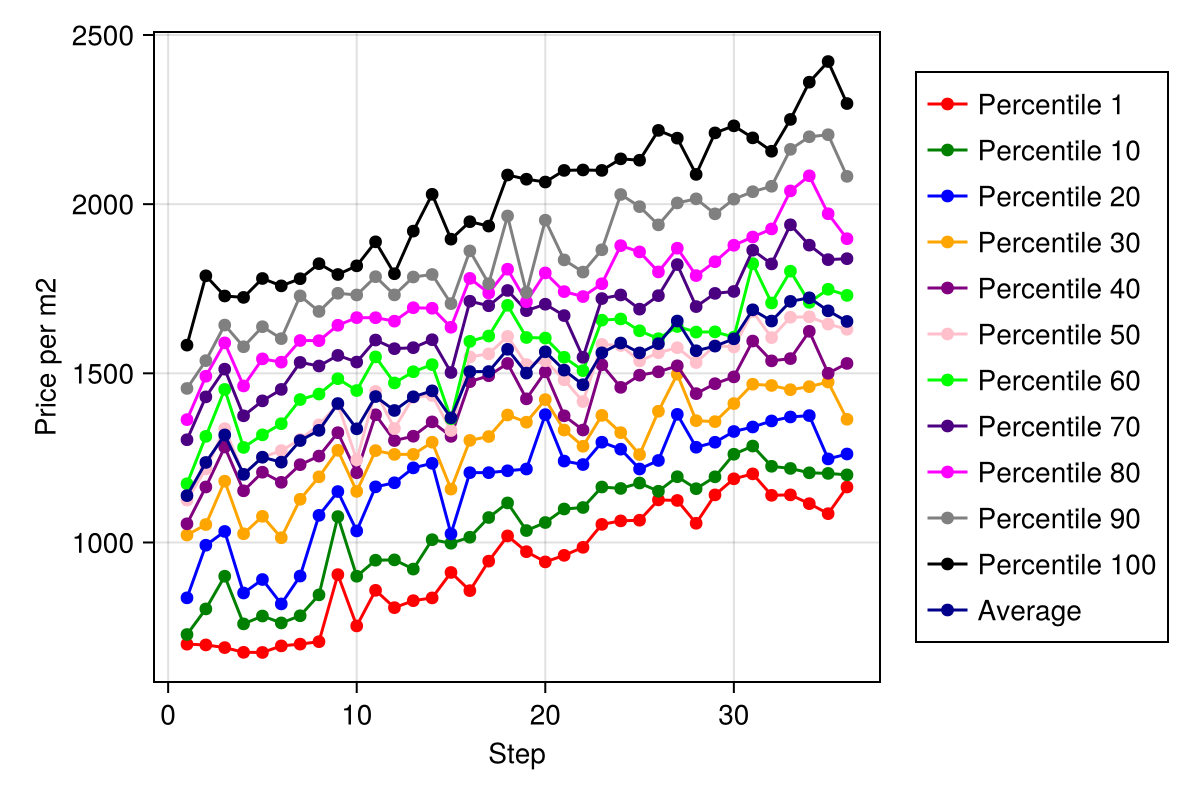 2500
2000
1500
1000
Price per m2
0 10 20 30
Step
Percentile 1
Percentile 10
Percentile 20
Percentile 30
Percentile 40
Percentile 50
Percentile 60
Percentile 70
Percentile 80
Percentile 90
Percentile 100
Average